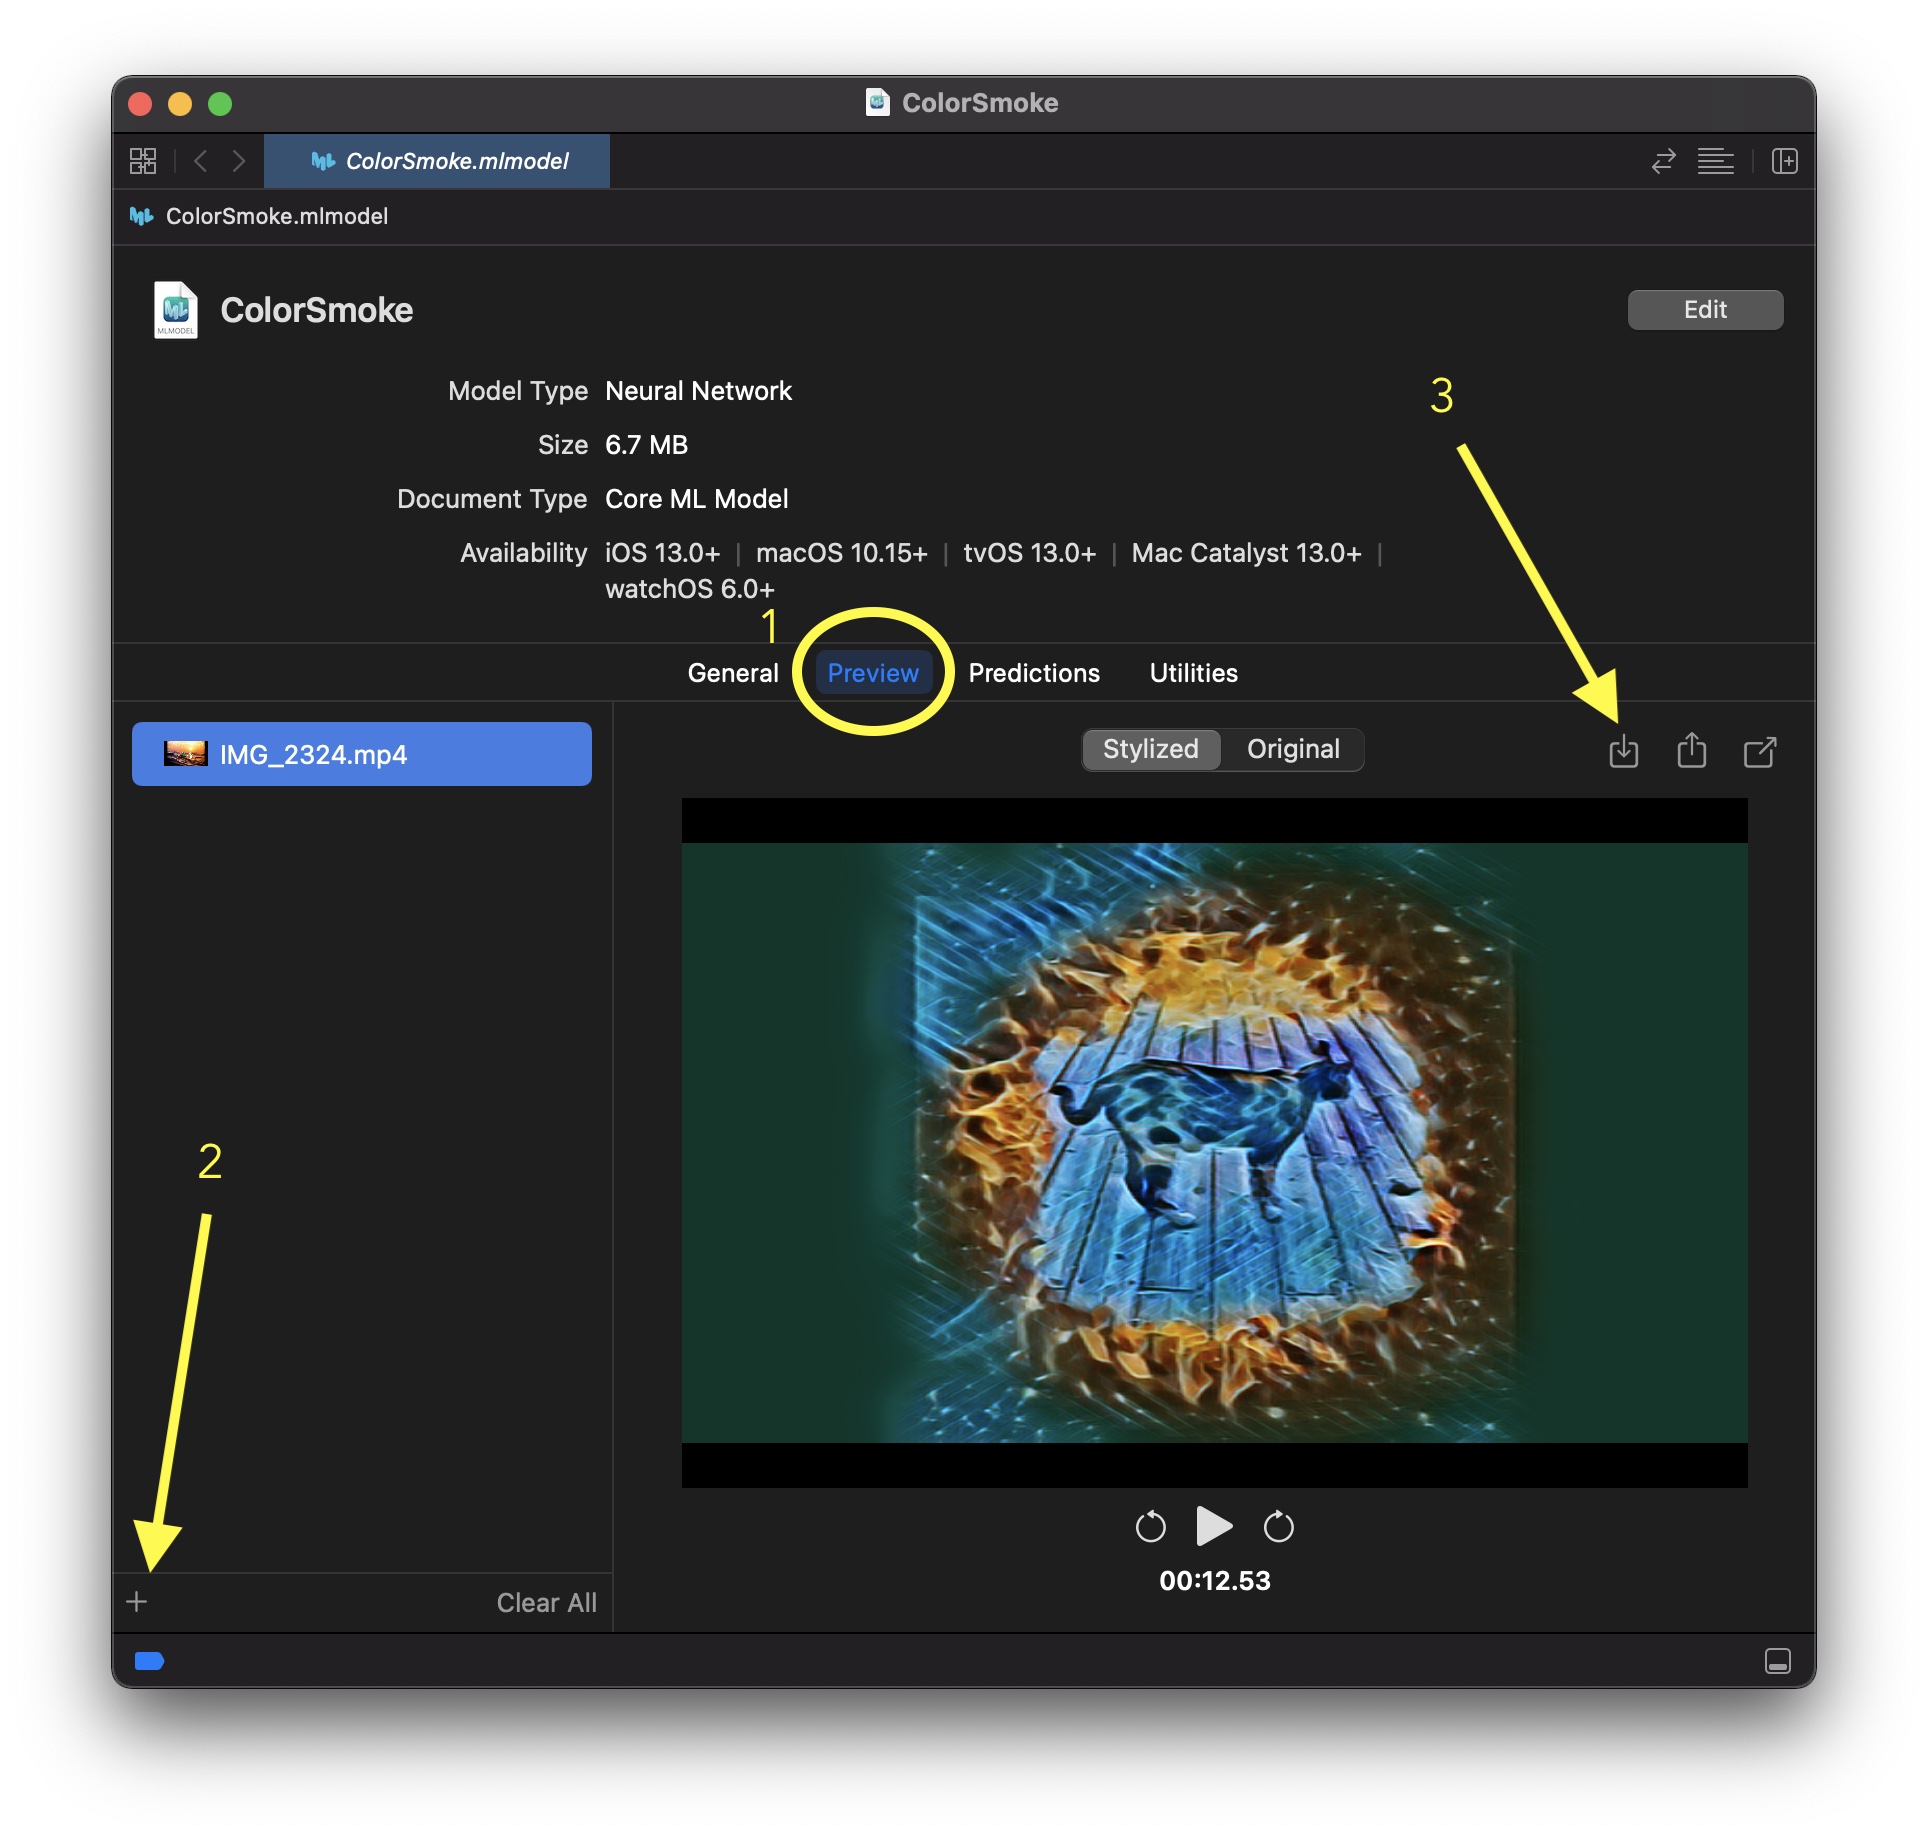 ColorSmoke
ColorSmoke.mlmodel
ColorSmoke.mlmodel
MLMODEL
ColorSmoke
Edit
Model Type Neural Network
3
Size 6.7 MB
Document Type Core ML Model
Availability iOS 13.0+ | macOS 10.15+ | tvOS 13.0+ | Mac Catalyst 13.0+ |
watchOS 6.0+
1
General Preview Predictions Utilities
IMG_2324.mp4
Stylized Original
2
00:12.53
+ Clear All